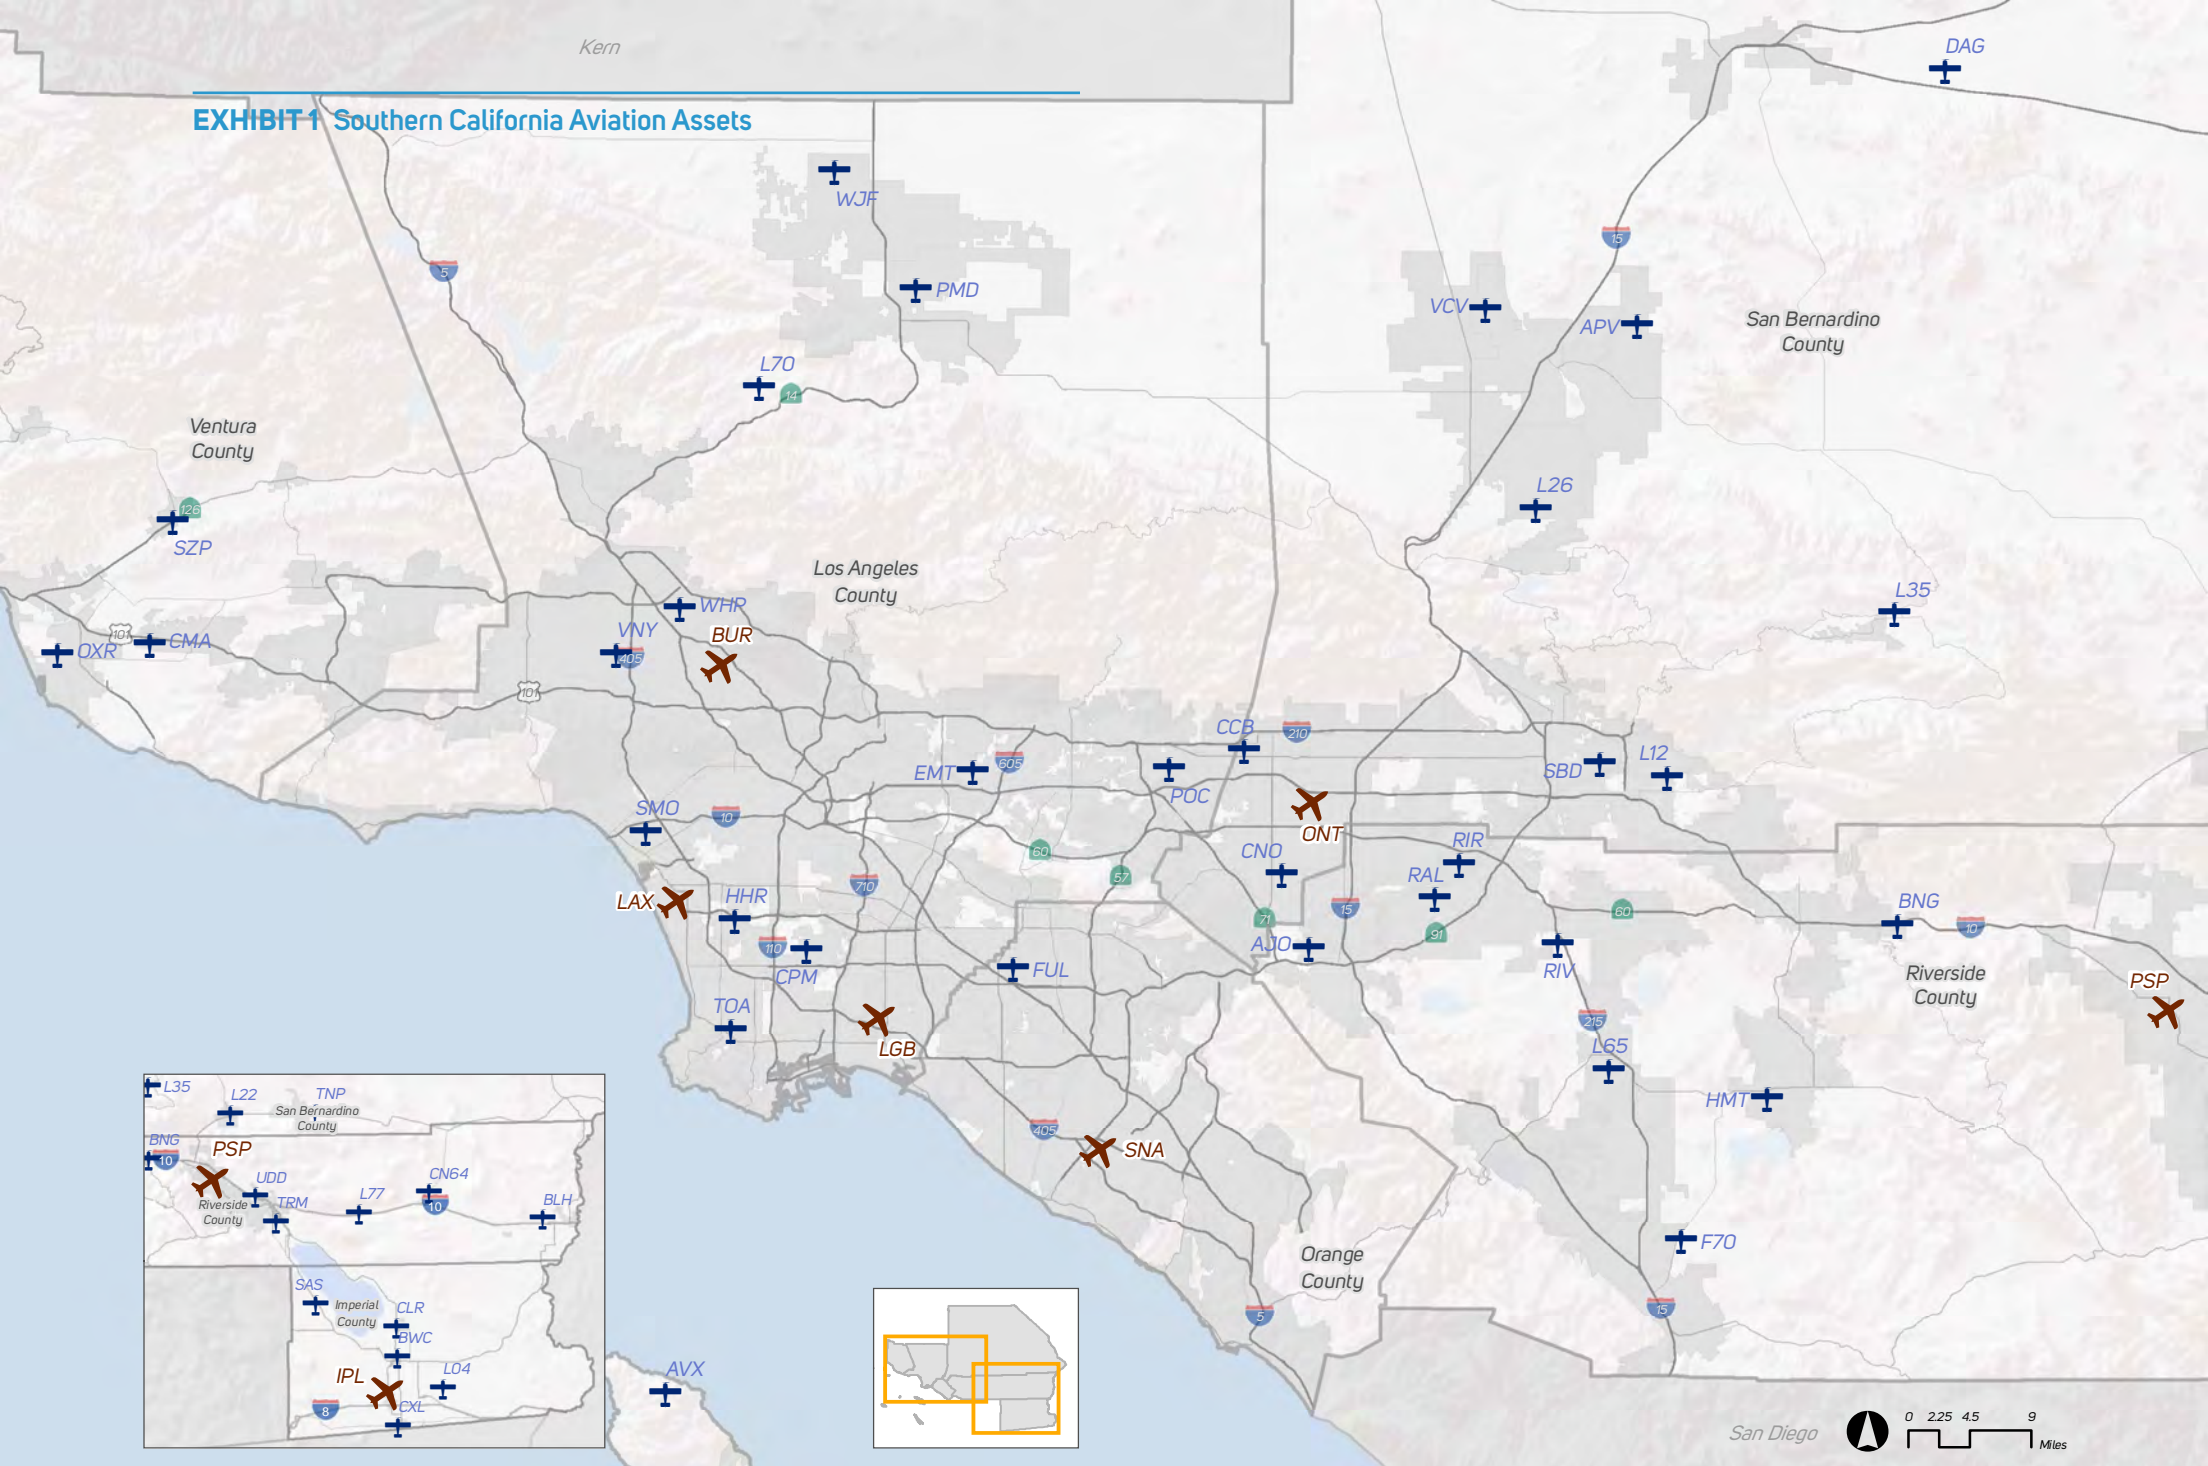 Kern
DAG
EXHIBIT 1 Southern California Aviation Assets
WJF
15
5
PMD
VCV
APV
San Bernardino
County
L70
14
Ventura
County
L26
126
SZP
Los Angeles
County
L35
WHP
101
OXR
CMA
VNY
405
BUR
101
CCB
210
EMT
605
POC
SBD
L12
SMO
10
ONT
60
CNO
RIR
57
RAL
710
LAX
HHR
71
15
60
BNG
10
110
CPM
91
AJO
RIV
FUL
Riverside
County
PSP
TOA
LGB
215
L65
HMT
405
SNA
F70
Orange
County
5
15
AVX
San Diego
0 2.25 4.5 9
Miles
L35
L22
TNP
San Bernardino
County
BNG
10
PSP
UDD
Riverside
County
TRM
L77
CN64
10
BLH
SAS
Imperial
County
CLR
BWC
IPL
L04
8
CXL